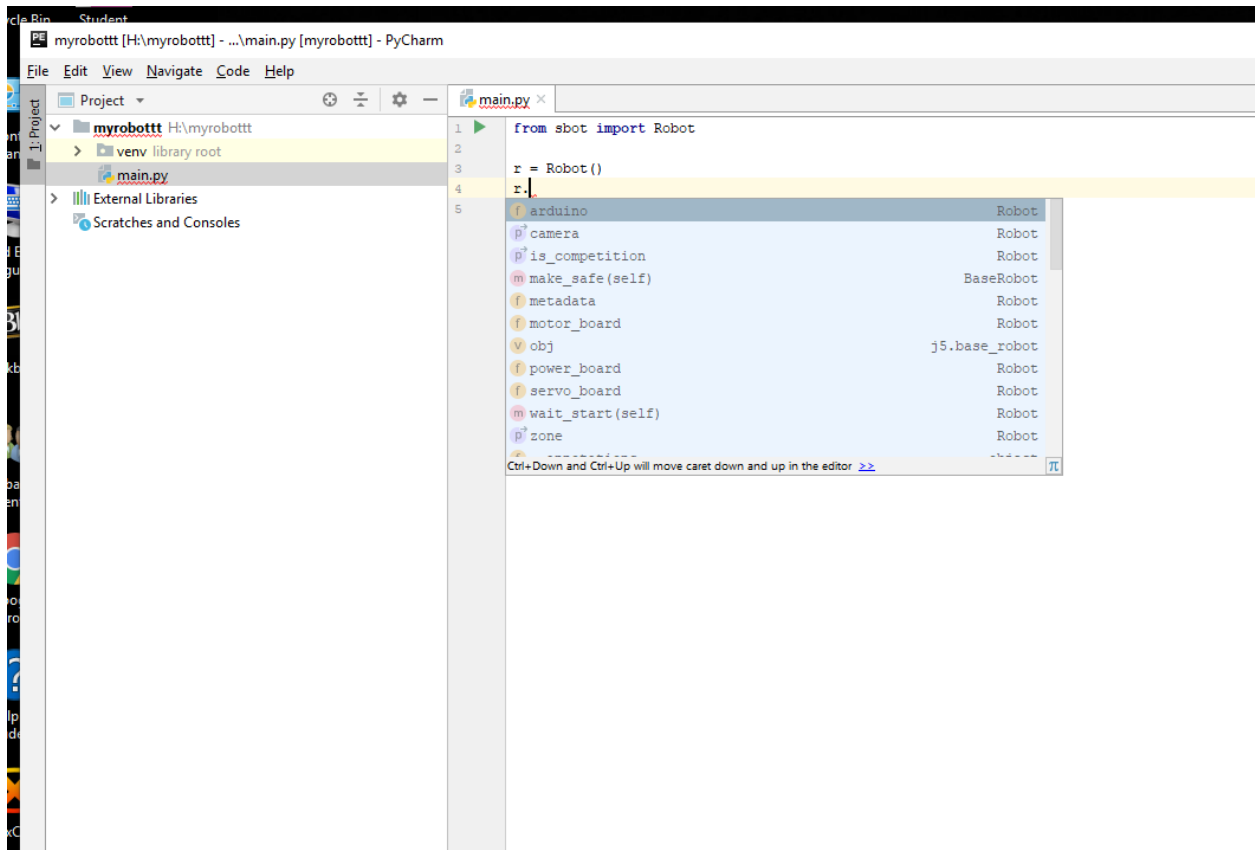 cle Bin Student
PE myrobottt [H:\myrobottt] - ...\main.py [myrobottt] - PyCharm
File Edit View Navigate Code Help
1: Project
Project
myrobottt H:\myrobottt
venv library root
main.py
External Libraries
Scratches and Consoles
main.py
1 from sbot import Robot
2
3 r = Robot()
4 r.
5
f arduino Robot
p camera Robot
p is_competition Robot
m make_safe(self) BaseRobot
f metadata Robot
f motor_board Robot
v obj j5.base_robot
f power_board Robot
f servo_board Robot
m wait_start(self) Robot
p zone Robot
Ctrl+Down and Ctrl+Up will move caret down and up in the editor >> π